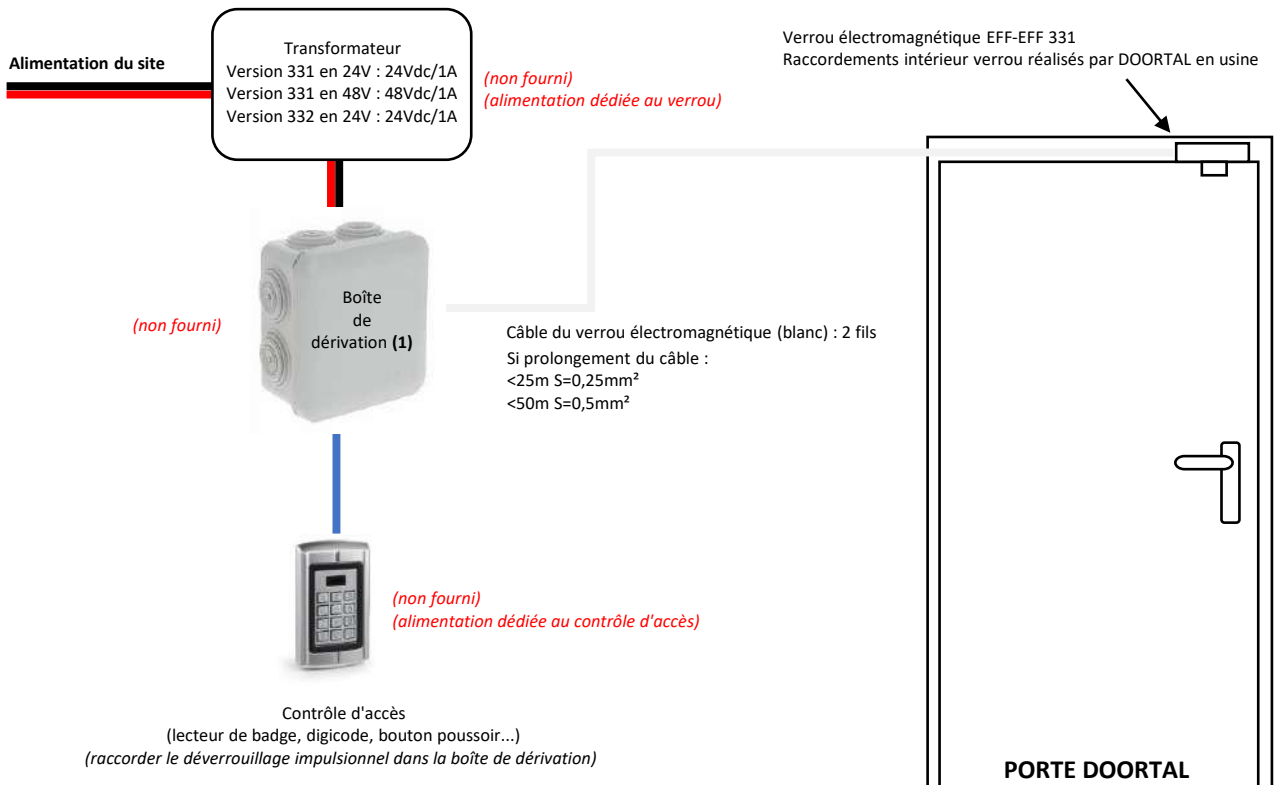 Alimentation du site
Transformateur
Version 331 en 24V : 24Vdc/1A
Version 331 en 48V : 48Vdc/1A
Version 332 en 24V : 24Vdc/1A
(non fourni)
(alimentation dédiée au verrou)
Verrou électromagnétique EFF-EFF 331
Raccordements intérieur verrou réalisés par DOORTAL en usine
(non fourni)
Boîte
de
dérivation (1)
Câble du verrou électromagnétique (blanc) : 2 fils
Si prolongement du câble :
<25m S=0,25mm²
<50m S=0,5mm²
(non fourni)
(alimentation dédiée au contrôle d'accès)
Contrôle d'accès
(lecteur de badge, digicode, bouton poussoir...)
(raccorder le déverrouillage impulsionnel dans la boîte de dérivation)
PORTE DOORTAL